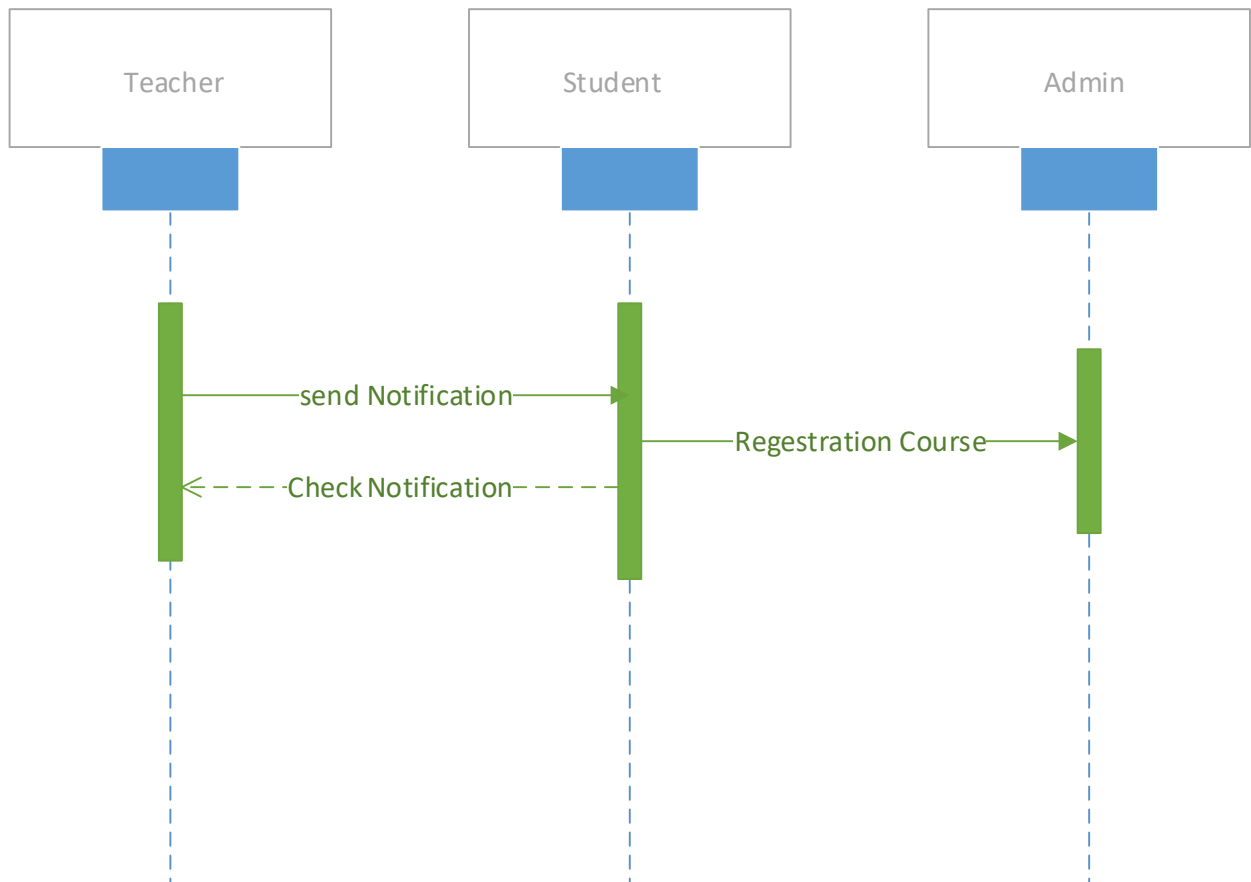 Teacher
Student
Admin
send Notification
Regestration Course
Check Notification